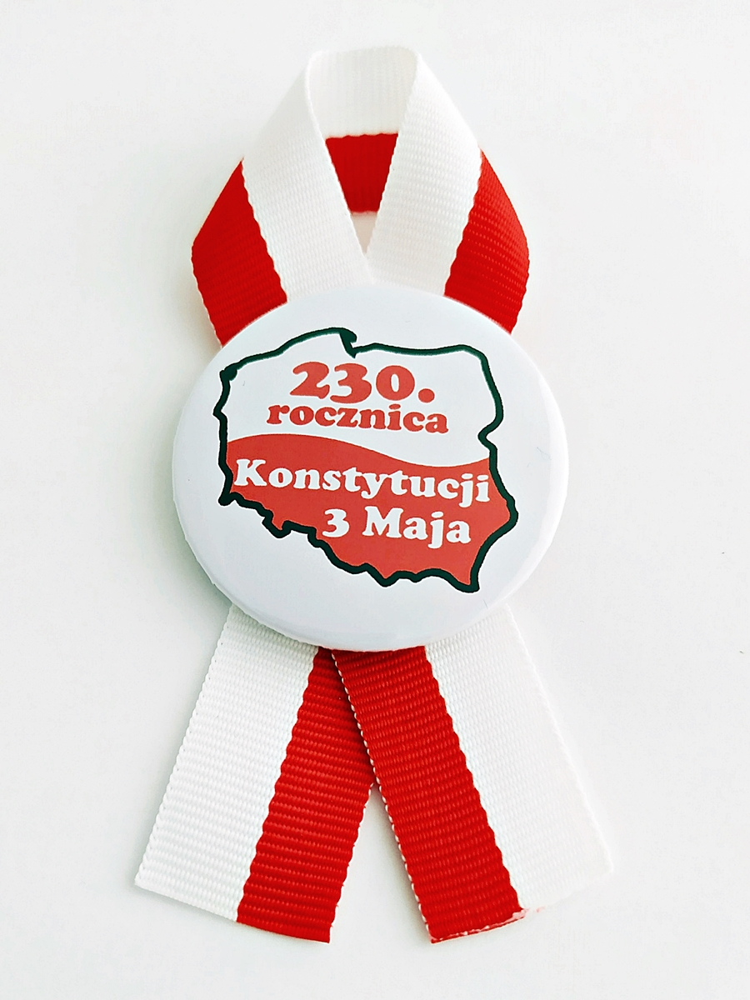 230.
rocznica
Konstytucji
3 Maja